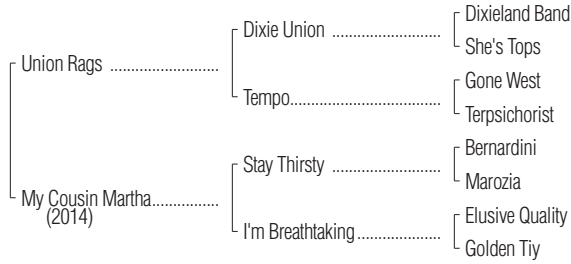 Dixieland Band
Dixie Union
She's Tops
Union Rags
Gone West
Tempo
Terpsichorist
Bernardini
Stay Thirsty
Marozia
My Cousin Martha
(2014)
Elusive Quality
I'm Breathtaking
Golden Tiy